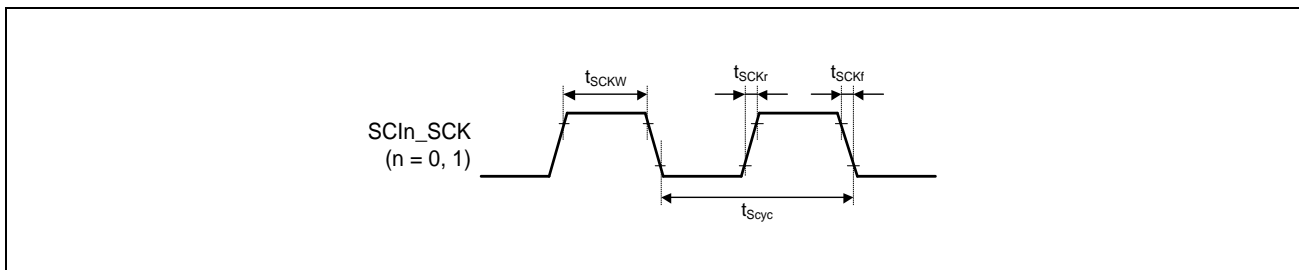 tSCKW
tSCKr
tSCKf
SCIn_SCK
(n = 0, 1)
tScyc